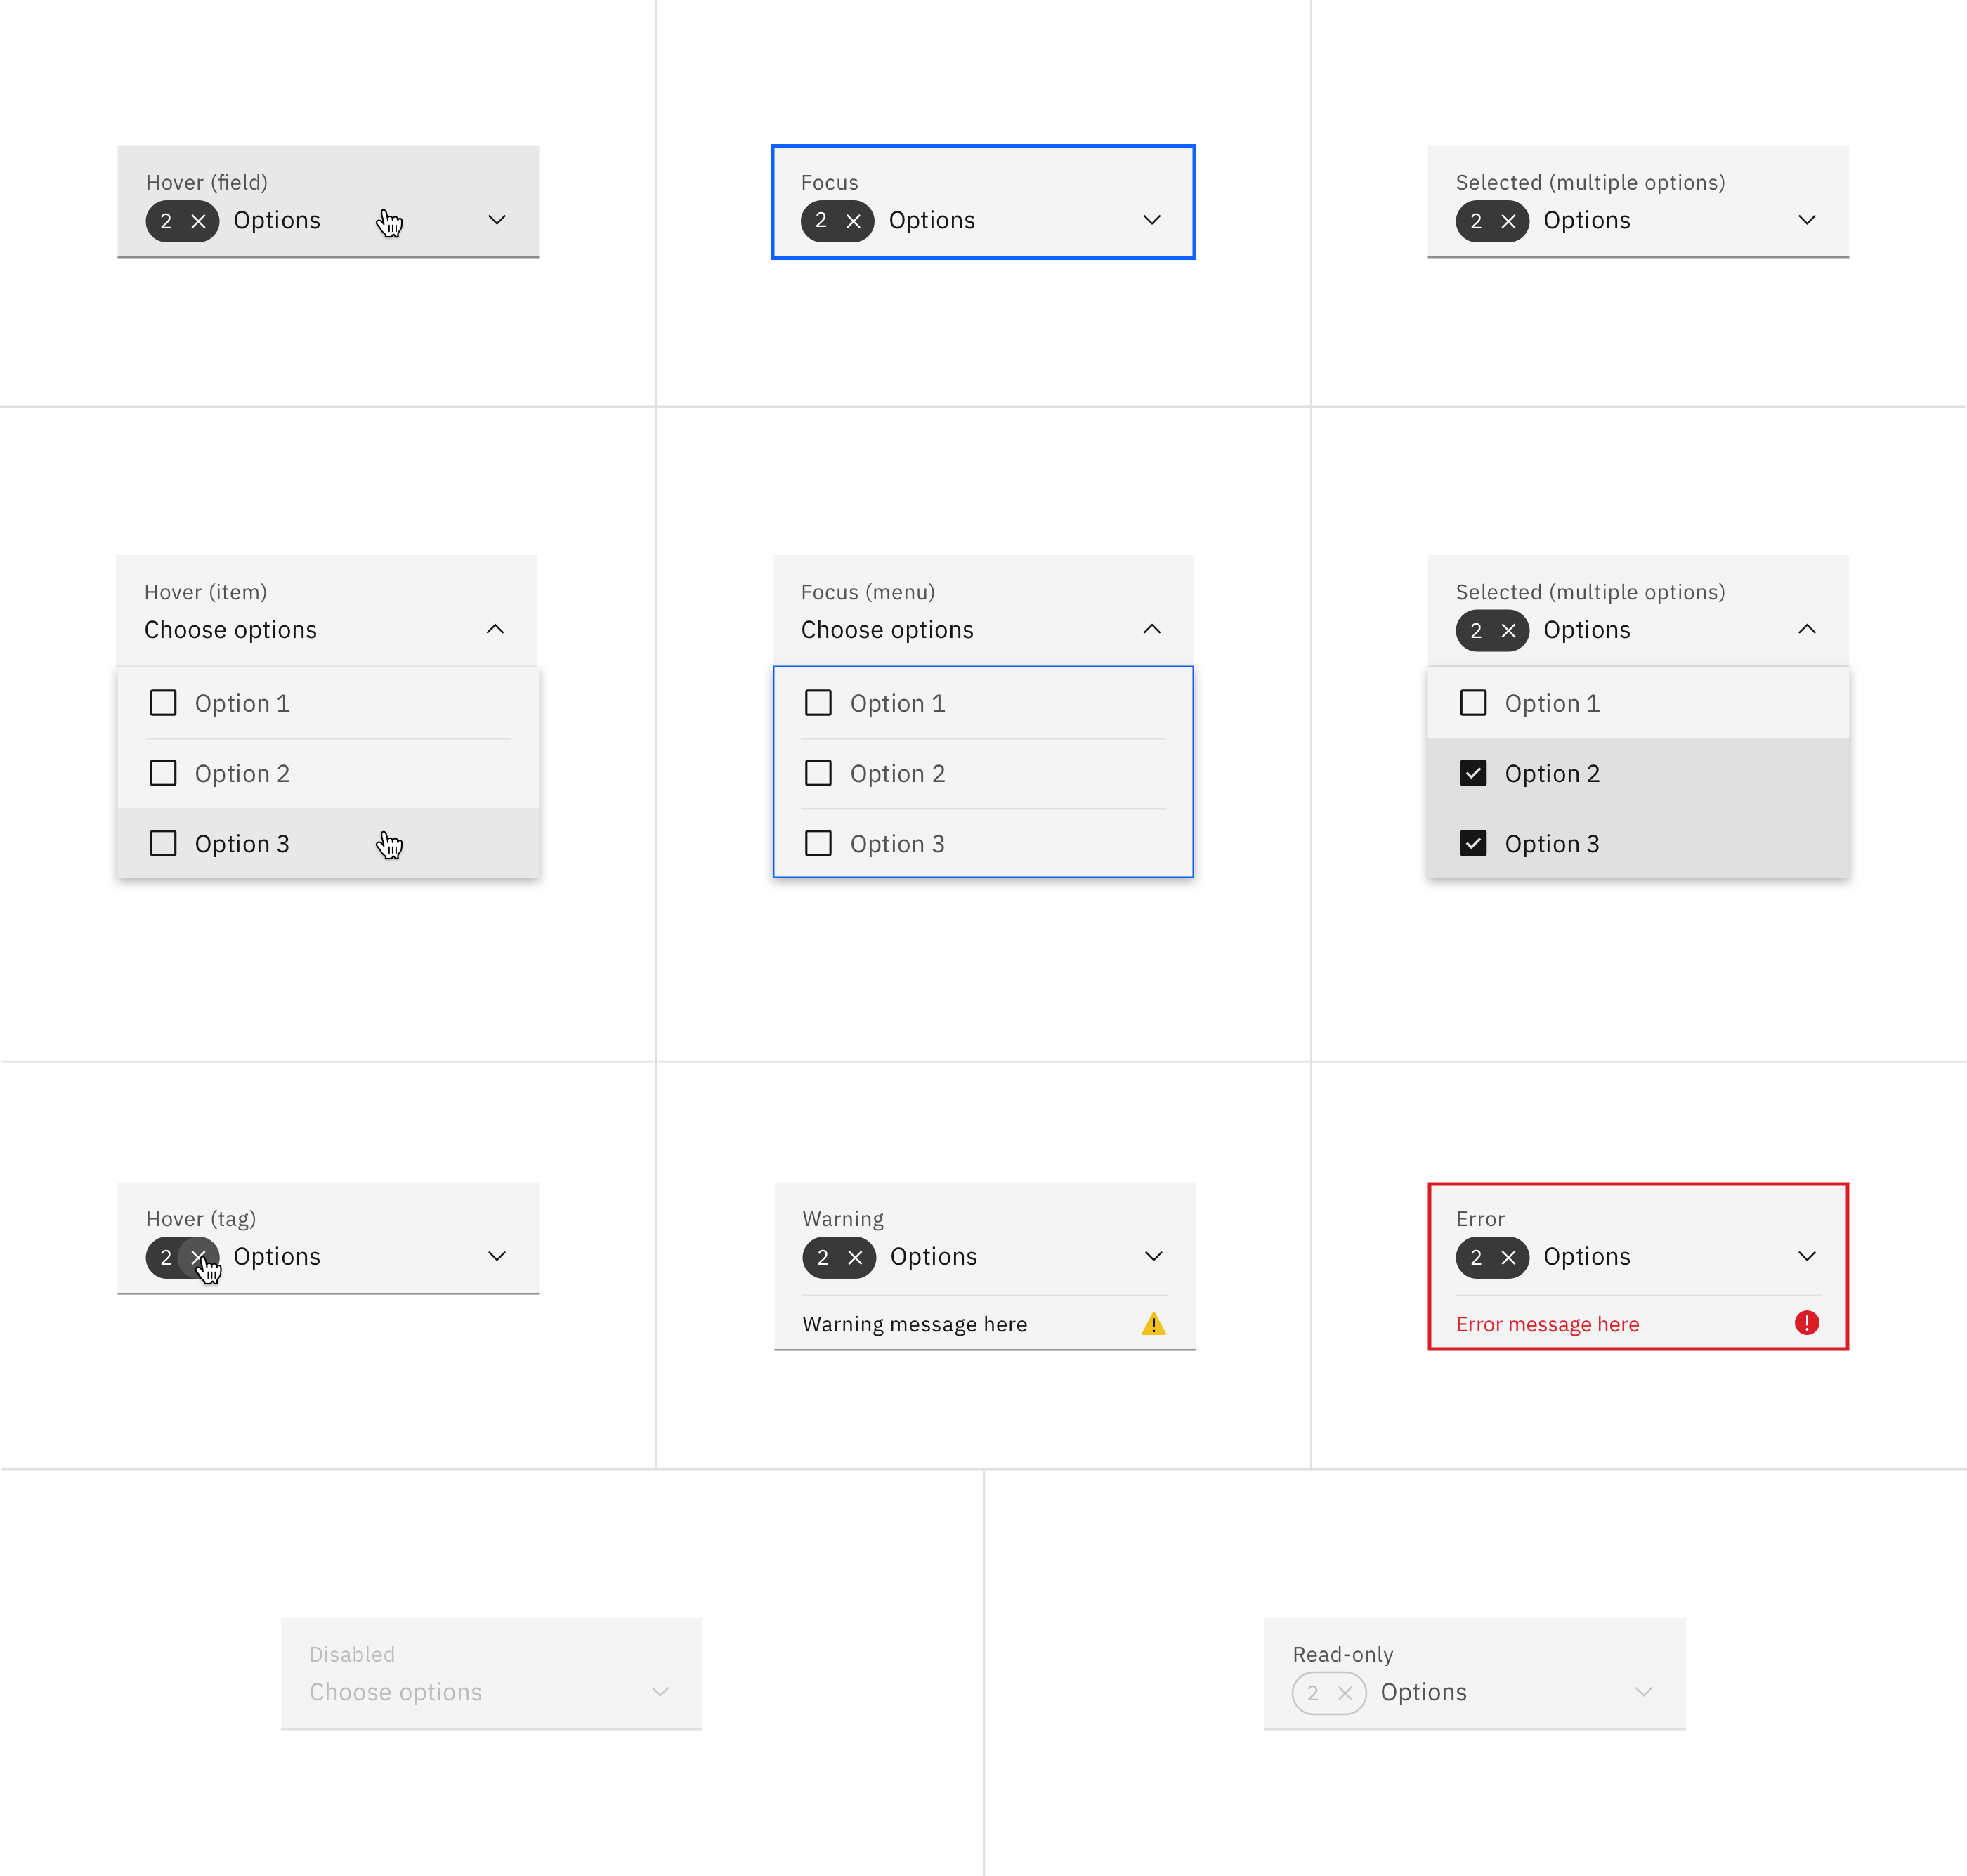 Hover (field)
2 Options
Focus
2 Options
Selected (multiple options)
2 Options
Hover (item)
Choose options
Option 1
Option 2
Option 3
Focus (menu)
Choose options
Option 1
Option 2
Option 3
Selected (multiple options)
2 Options
Option 1
Option 2
Option 3
Hover (tag)
2 Options
Warning
2 Options
Warning message here
Error
2 Options
Error message here
Disabled
Choose options
Read-only
2 Options